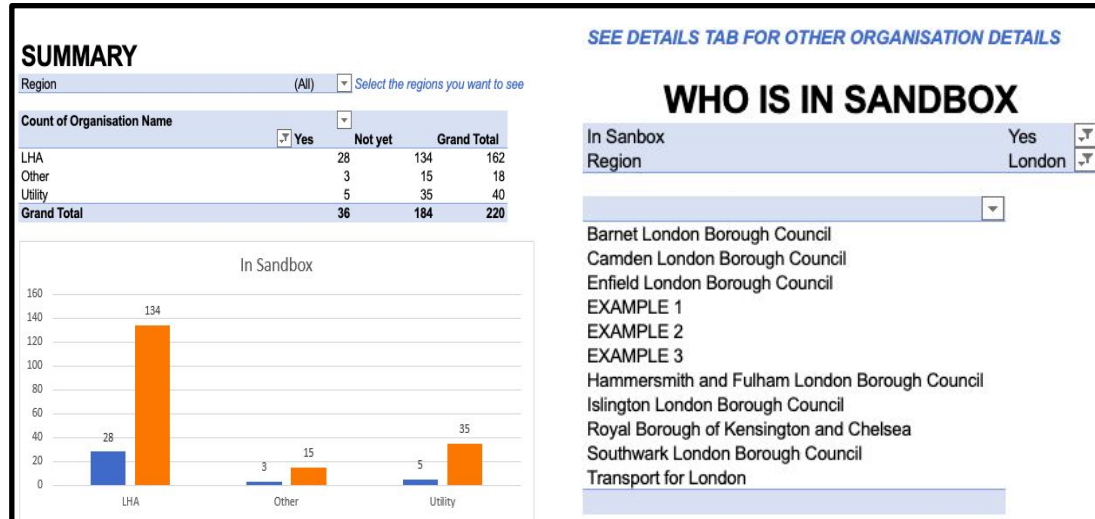 SUMMARY
Region (All) Select the regions you want to see
Count of Organisation Name
Yes Not yet Grand Total
LHA 28 134 162
Other 3 15 18
Utility 5 35 40
Grand Total 36 184 220
In Sandbox
160
140
120
100
80
60
40
20
0
28 134
3 15
5 35
LHA Other Utility
SEE DETAILS TAB FOR OTHER ORGANISATION DETAILS
WHO IS IN SANDBOX
In Sanbox Yes
Region London
Barnet London Borough Council
Camden London Borough Council
Enfield London Borough Council
EXAMPLE 1
EXAMPLE 2
EXAMPLE 3
Hammersmith and Fulham London Borough Council
Islington London Borough Council
Royal Borough of Kensington and Chelsea
Southwark London Borough Council
Transport for London